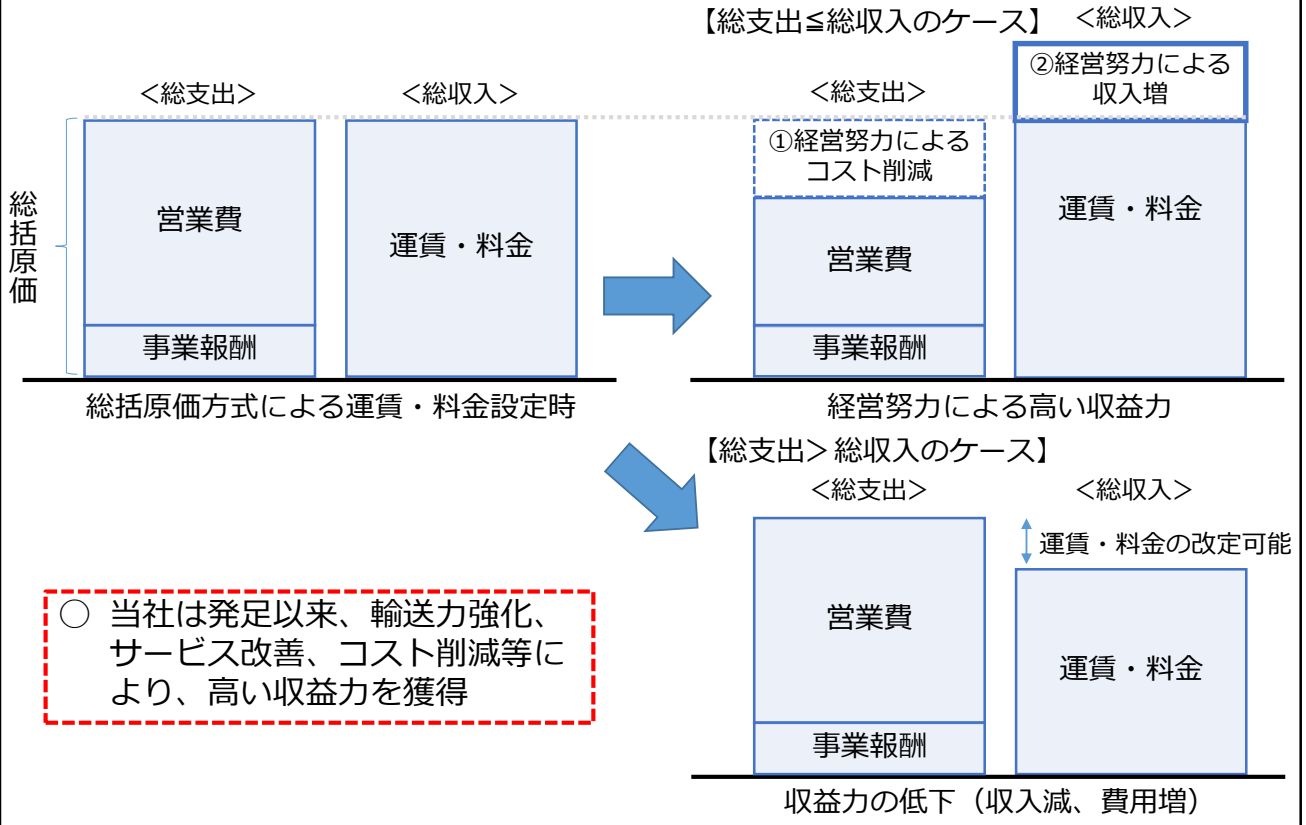 <総支出>
<総収入>
総括原価
営業費
事業報酬
運賃・料金
総括原価方式による運賃・料金設定時
【総支出≦総収入のケース】
<総支出>
<総収入>
①経営努力による
コスト削減
営業費
事業報酬
②経営努力による
収入増
運賃・料金
経営努力による高い収益力
【総支出>総収入のケース】
<総支出>
<総収入>
営業費
事業報酬
運賃・料金の改定可能
運賃・料金
収益力の低下（収入減、費用増）
○ 当社は発足以来、輸送力強化、
サービス改善、コスト削減等に
より、高い収益力を獲得